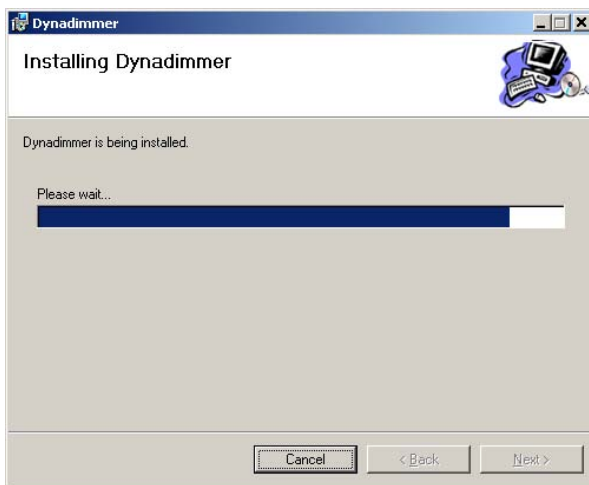 Dynadimmer
Installing Dynadimmer
Dynadimmer is being installed.
Please wait...
Cancel
< Back
Next >